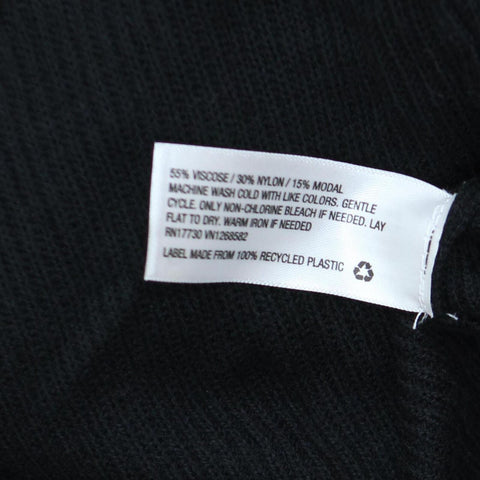 55% VISCOSE / 30% NYLON / 15% MODAL
MACHINE WASH COLD WITH LIKE COLORS. GENTLE
CYCLE. ONLY NON-CHLORINE BLEACH IF NEEDED. LAY
FLAT TO DRY. WARM IRON IF NEEDED
RN17730 VN1268582
LABEL MADE FROM 100% RECYCLED PLASTIC